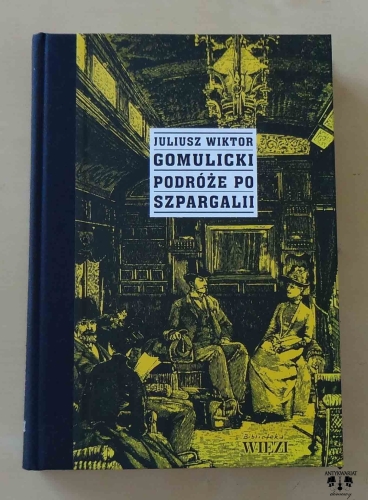 JULIUSZ WIKTOR
GOMULICKI
PODRÓŻE PO
SZPARGALII
Biblioteka
WIĘZI
ANTYKWARIAT